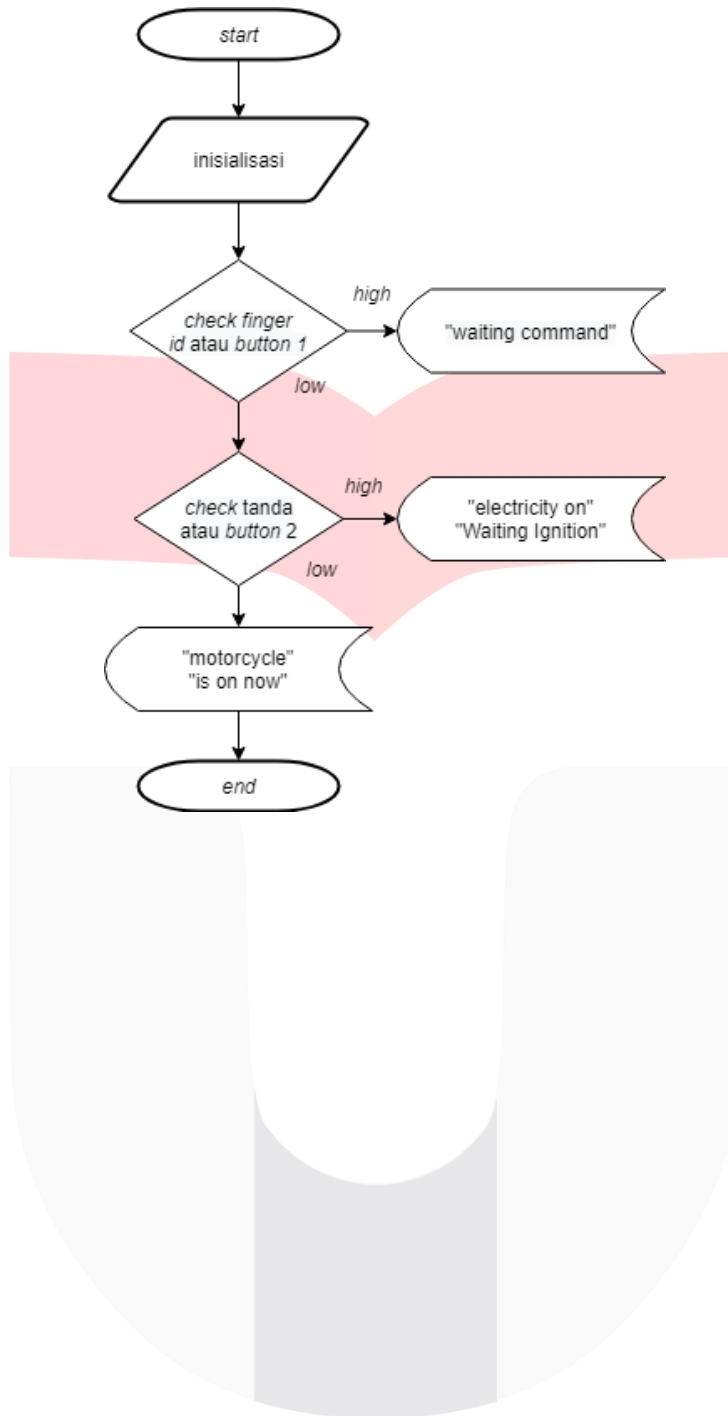 start
inisialisasi
check finger
id atau button 1
high
"waiting command"
low
check tanda
atau button 2
high
"electricity on"
"Waiting Ignition"
low
"motorcycle"
"is on now"
end